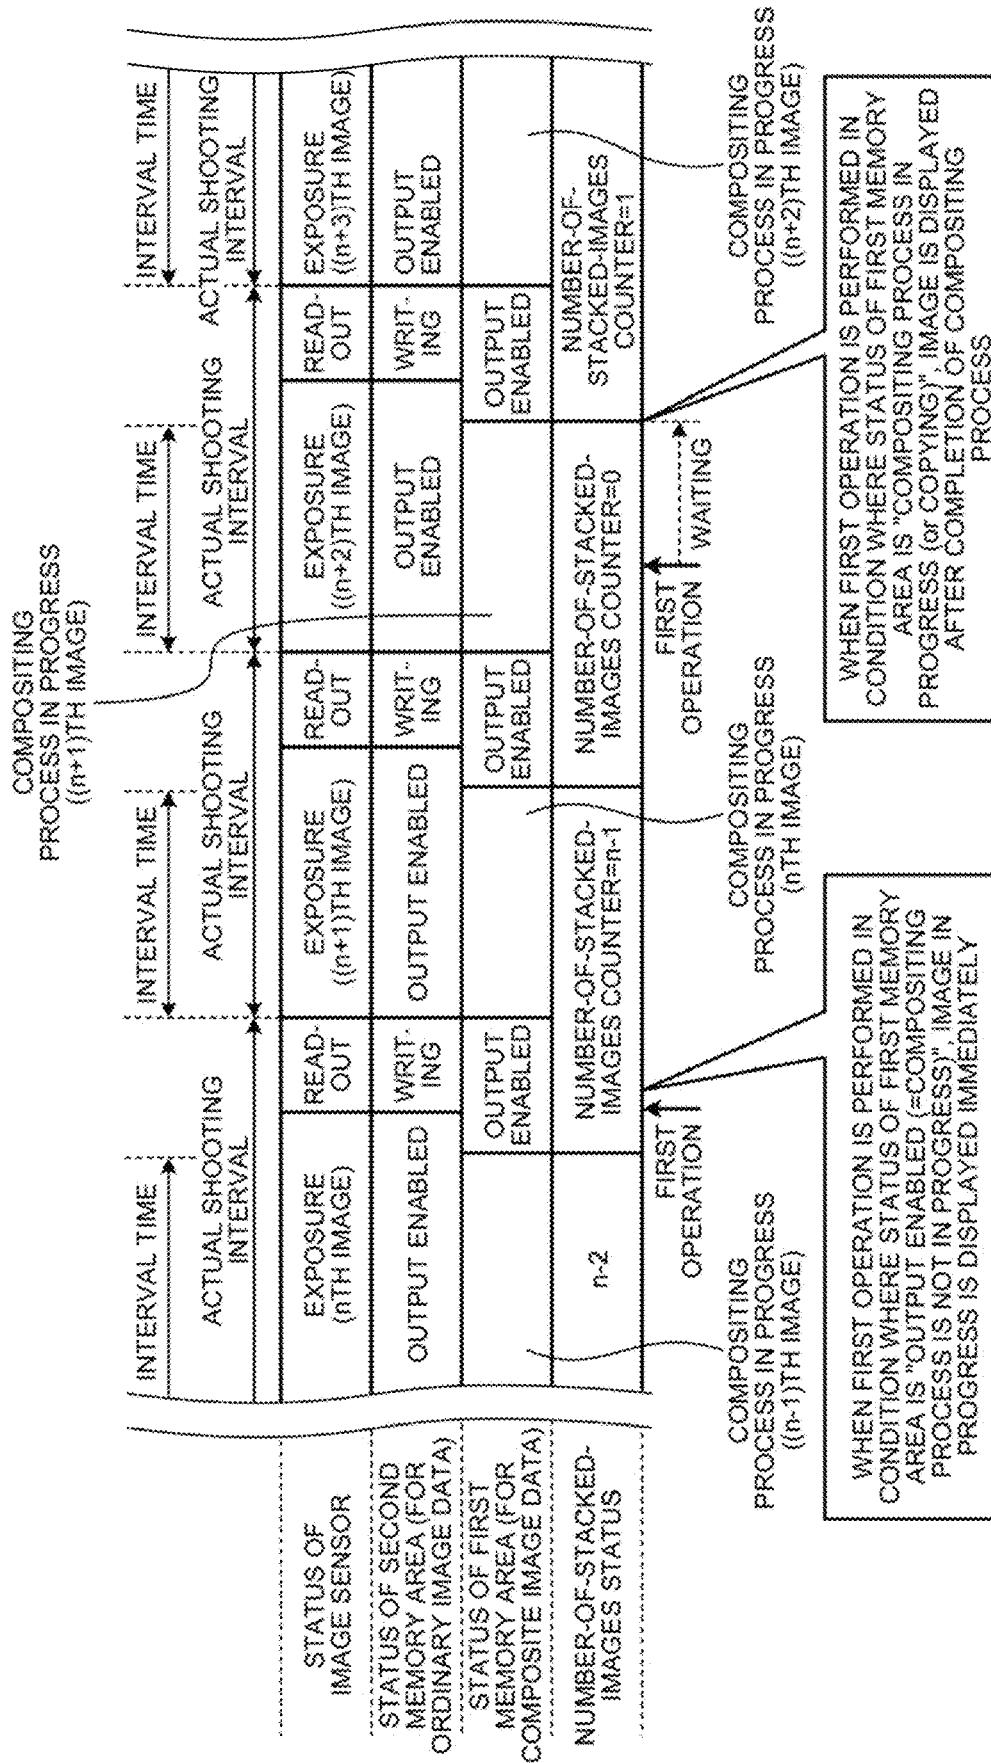 COMPOSITING
PROCESS IN PROGRESS
((n+1)TH IMAGE)
INTERVAL TIME
INTERVAL TIME
INTERVAL TIME
INTERVAL TIME
ACTUAL SHOOTING
INTERVAL
ACTUAL SHOOTING
INTERVAL
ACTUAL SHOOTING
INTERVAL
ACTUAL SHOOTING
INTERVAL
STATUS OF
IMAGE SENSOR
EXPOSURE
(nTH IMAGE)
READ-
OUT
EXPOSURE
((n+1)TH IMAGE)
READ-
OUT
EXPOSURE
((n+2)TH IMAGE)
READ-
OUT
EXPOSURE
((n+3)TH IMAGE)
STATUS OF SECOND
MEMORY AREA (FOR
ORDINARY IMAGE DATA)
OUTPUT ENABLED
WRIT-
ING
OUTPUT ENABLED
WRIT-
ING
OUTPUT
ENABLED
WRIT-
ING
OUTPUT
ENABLED
STATUS OF FIRST
MEMORY AREA (FOR
COMPOSITE IMAGE DATA)
OUTPUT
ENABLED
OUTPUT
ENABLED
OUTPUT
ENABLED
NUMBER-OF-STACKED-
IMAGES STATUS
n-2
NUMBER-OF-STACKED-
IMAGES COUNTER=n-1
NUMBER-OF-STACKED-
IMAGES COUNTER=0
NUMBER-OF-
STACKED-IMAGES
COUNTER=1
FIRST
OPERATION
FIRST
OPERATION
WAITING
COMPOSITING
PROCESS IN PROGRESS
((n-1)TH IMAGE)
COMPOSITING
PROCESS IN PROGRESS
(nTH IMAGE)
COMPOSITING
PROCESS IN PROGRESS
((n+2)TH IMAGE)
WHEN FIRST OPERATION IS PERFORMED IN
CONDITION WHERE STATUS OF FIRST MEMORY
AREA IS "OUTPUT ENABLED (=COMPOSITING
PROCESS IS NOT IN PROGRESS)", IMAGE IN
PROGRESS IS DISPLAYED IMMEDIATELY
WHEN FIRST OPERATION IS PERFORMED IN
CONDITION WHERE STATUS OF FIRST MEMORY
AREA IS "COMPOSITING PROCESS IN
PROGRESS (or COPYING)", IMAGE IS DISPLAYED
AFTER COMPLETION OF COMPOSITING
PROCESS